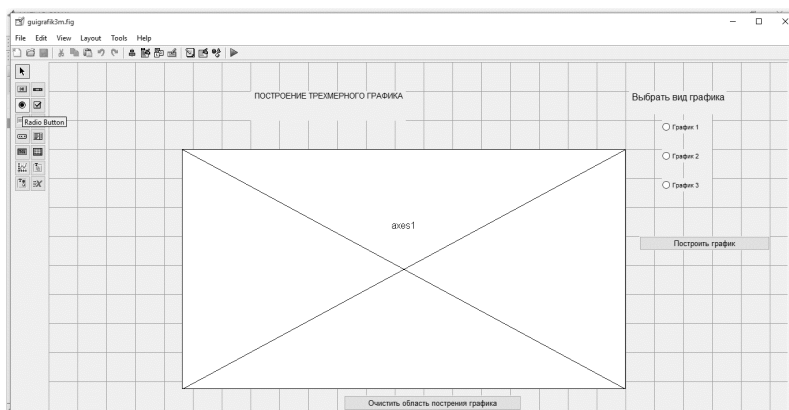 guigrafik3m.fig
File Edit View Layout Tools Help
ПОСТРОЕНИЕ ТРЕХМЕРНОГО ГРАФИКА
Выбрать вид графика
Radio Button
График 1
График 2
График 3
axes1
Построить график
Очистить область пострения графика